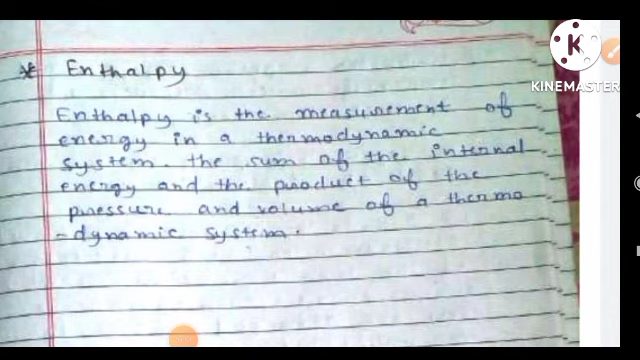 * Enthalpy
Enthalpy is the measurement of
energy in a thermodynamic
system. the sum of the internal
energy and the product of the
pressure and volume of a thermo
-dynamic system.
K
KINEMASTER